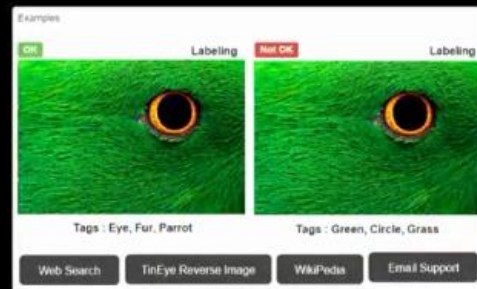 Examples
OK Labeling
Not OK Labeling
Tags : Eye, Fur, Parrot
Tags : Green, Circle, Grass
Web Search TinEye Reverse Image WikiPedia Email Support